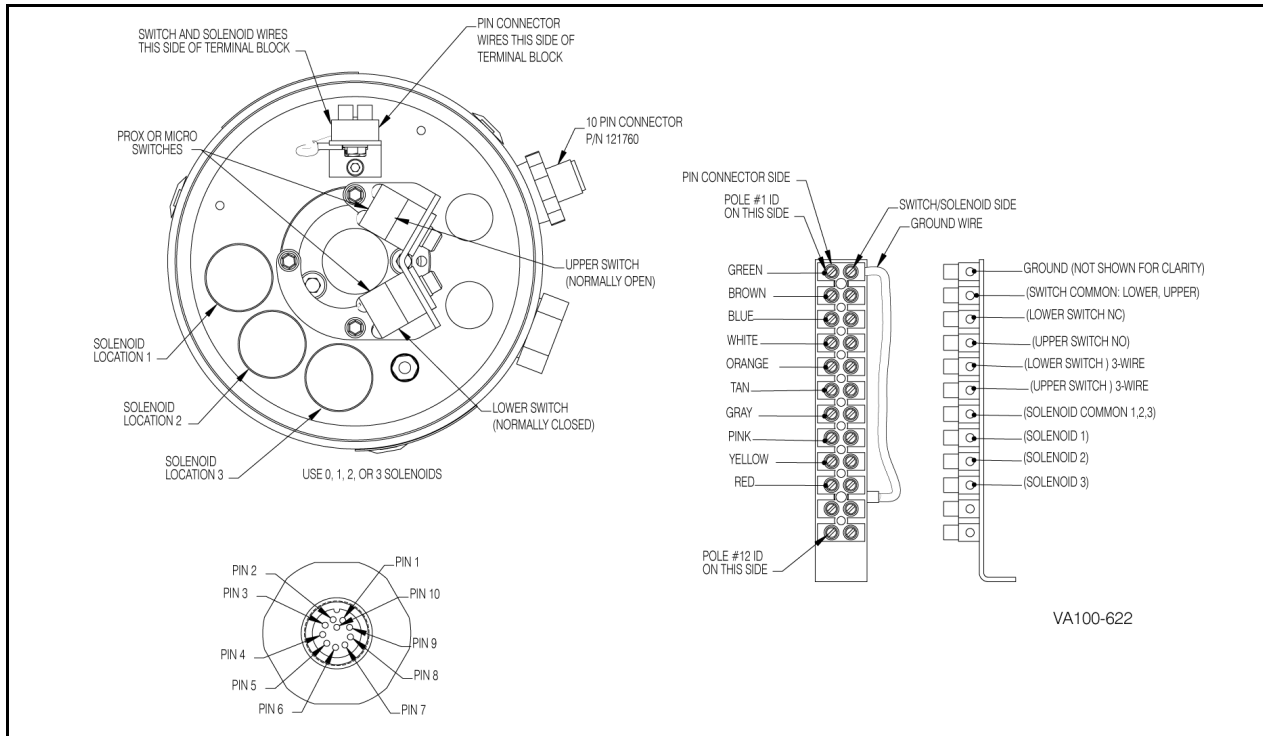 SWITCH AND SOLENOID WIRES
THIS SIDE OF TERMINAL BLOCK
PIN CONNECTOR
WIRES THIS SIDE OF
TERMINAL BLOCK
PROX OR MICRO
SWITCHES
10 PIN CONNECTOR
P/N 121760
UPPER SWITCH
(NORMALLY OPEN)
SOLENOID
LOCATION 1
SOLENOID
LOCATION 2
SOLENOID
LOCATION 3
LOWER SWITCH
(NORMALLY CLOSED)
USE 0, 1, 2, OR 3 SOLENOIDS
PIN CONNECTOR SIDE
POLE #1 ID
ON THIS SIDE
SWITCH/SOLENOID SIDE
GROUND WIRE
GREEN
BROWN
BLUE
WHITE
ORANGE
TAN
GRAY
PINK
YELLOW
RED
POLE #12 ID
ON THIS SIDE
GROUND (NOT SHOWN FOR CLARITY)
(SWITCH COMMON: LOWER, UPPER)
(LOWER SWITCH NC)
(UPPER SWITCH NO)
(LOWER SWITCH ) 3-WIRE
(UPPER SWITCH ) 3-WIRE
(SOLENOID COMMON 1,2,3)
(SOLENOID 1)
(SOLENOID 2)
(SOLENOID 3)
PIN 1
PIN 2
PIN 3
PIN 10
PIN 9
PIN 4
PIN 8
PIN 5
PIN 6
PIN 7
VA100-622